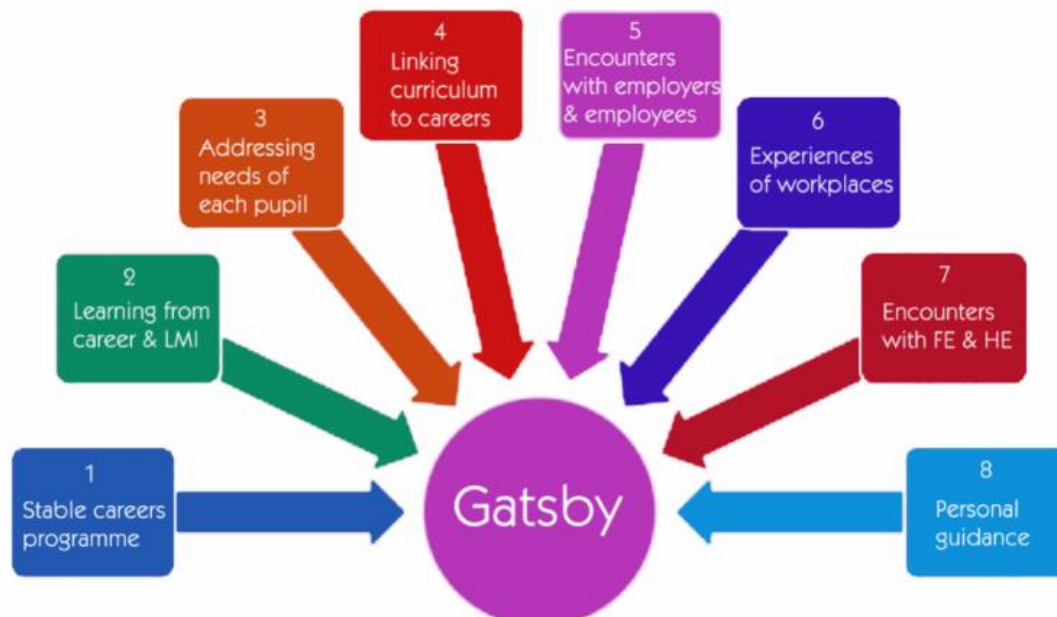 1
Stable careers
programme
2
Learning from
career & LMI
3
Addressing
needs of
each pupil
4
Linking
curriculum
to careers
5
Encounters
with employers
& employees
6
Experiences
of workplaces
7
Encounters
with FE & HE
8
Personal
guidance
Gatsby